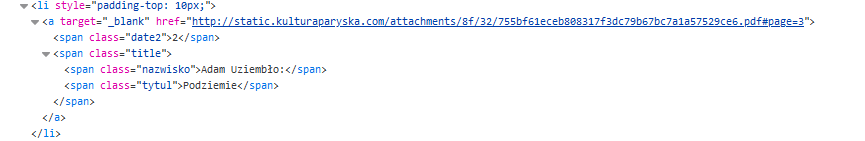 <li style="padding-top: 10px;">
<a target="_blank" href="http://static.kulturaparyska.com/attachments/8f/32/755bf61eceb808317f3dc79b67bc7a1a57529ce6.pdf#page=3">
<span class="date2">2</span>
<span class="title">
<span class="nazwisko">Adam Uziembło:</span>
<span class="tytul">Podziemie</span>
</span>
</a>
</li>